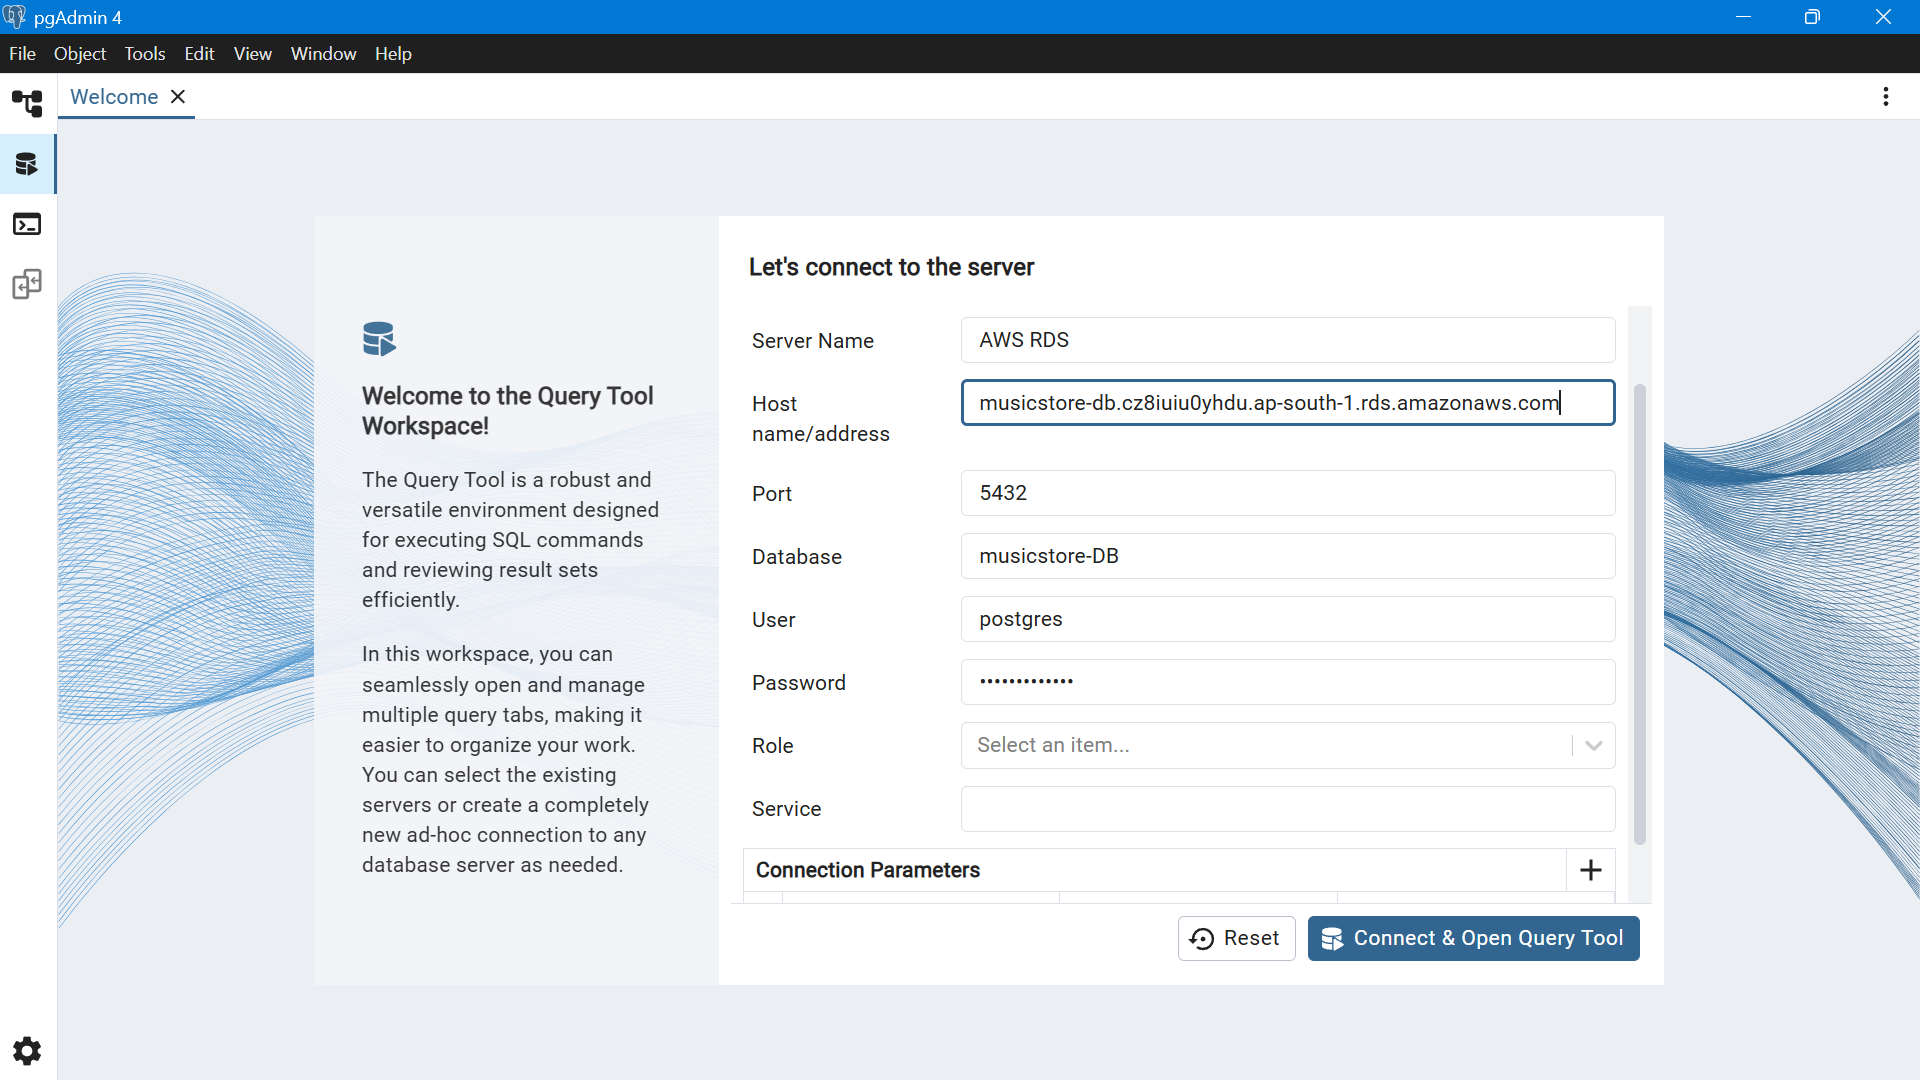 pgAdmin 4
File Object Tools Edit View Window Help
Welcome
Welcome to the Query Tool
Workspace!
The Query Tool is a robust and
versatile environment designed
for executing SQL commands
and reviewing result sets
efficiently.
In this workspace, you can
seamlessly open and manage
multiple query tabs, making it
easier to organize your work.
You can select the existing
servers or create a completely
new ad-hoc connection to any
database server as needed.
Let's connect to the server
Server Name AWS RDS
Host
name/address musicstore-db.cz8iuiu0yhdu.ap-south-1.rds.amazonaws.com
Port 5432
Database musicstore-DB
User postgres
Password •••••••••••••
Role Select an item...
Service
Connection Parameters
Reset Connect & Open Query Tool